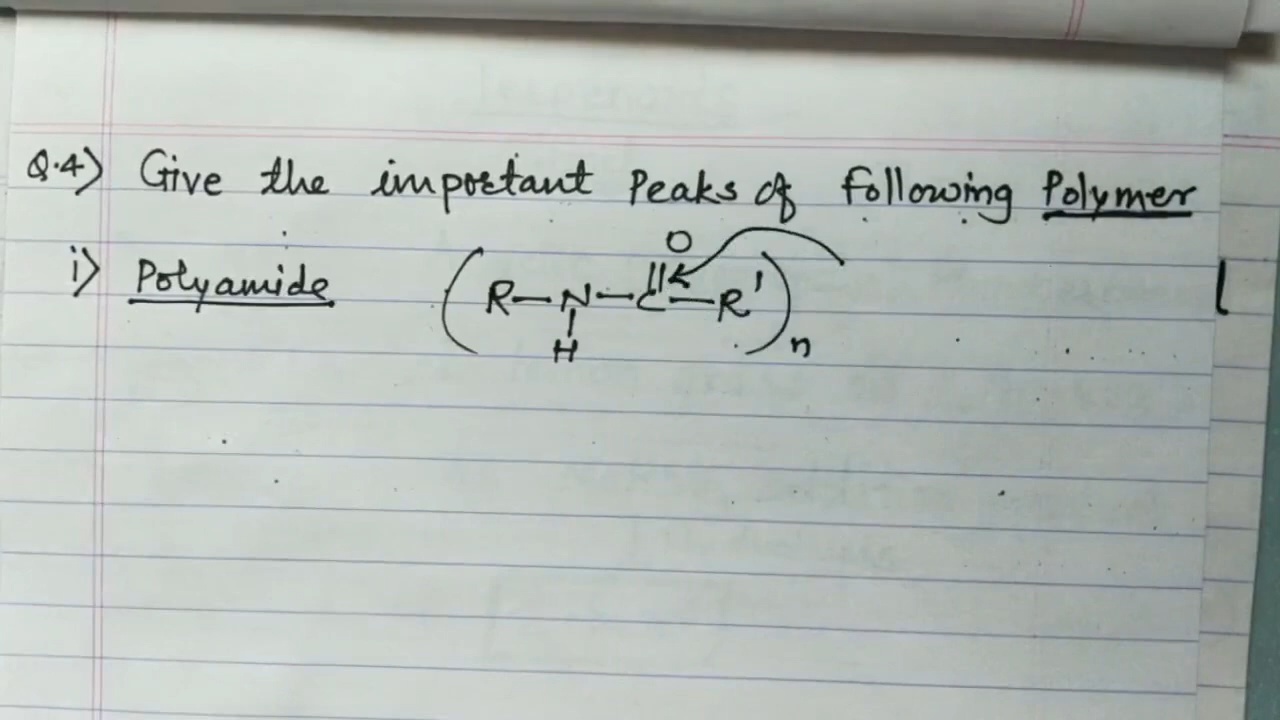 Q.4) Give the important Peaks of following Polymer
i) Polyamide (R-N-C-R')n
O
H